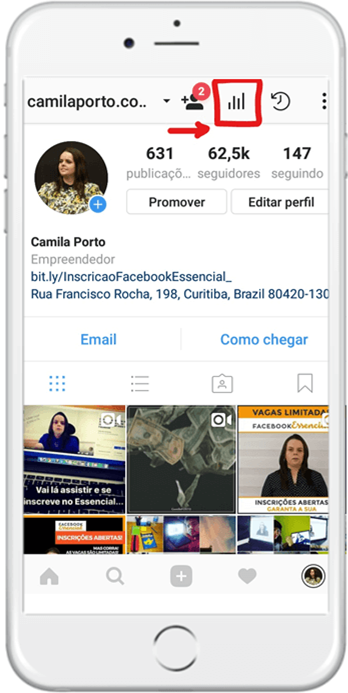 camilaporto.co..
2
631 62,5k 147
publicaçõ... seguidores seguindo
Promover Editar perfil
Camila Porto
Empreendedor
bit.ly/InscricaoFacebookEssencial_
Rua Francisco Rocha, 198, Curitiba, Brazil 80420-130
Email Como chegar
Vai lá assistir e se
inscreve no Essencial...
VAGAS LIMITADA
FACEBOOK Essencial
INSCRIÇÕES ABERTAS
GARANTA A SUA
FACEBOOK
Essencial
INSCRIÇÕES ABERTAS!
MAS CORRA!
AS VAGAS SÃO LIMITADAS!